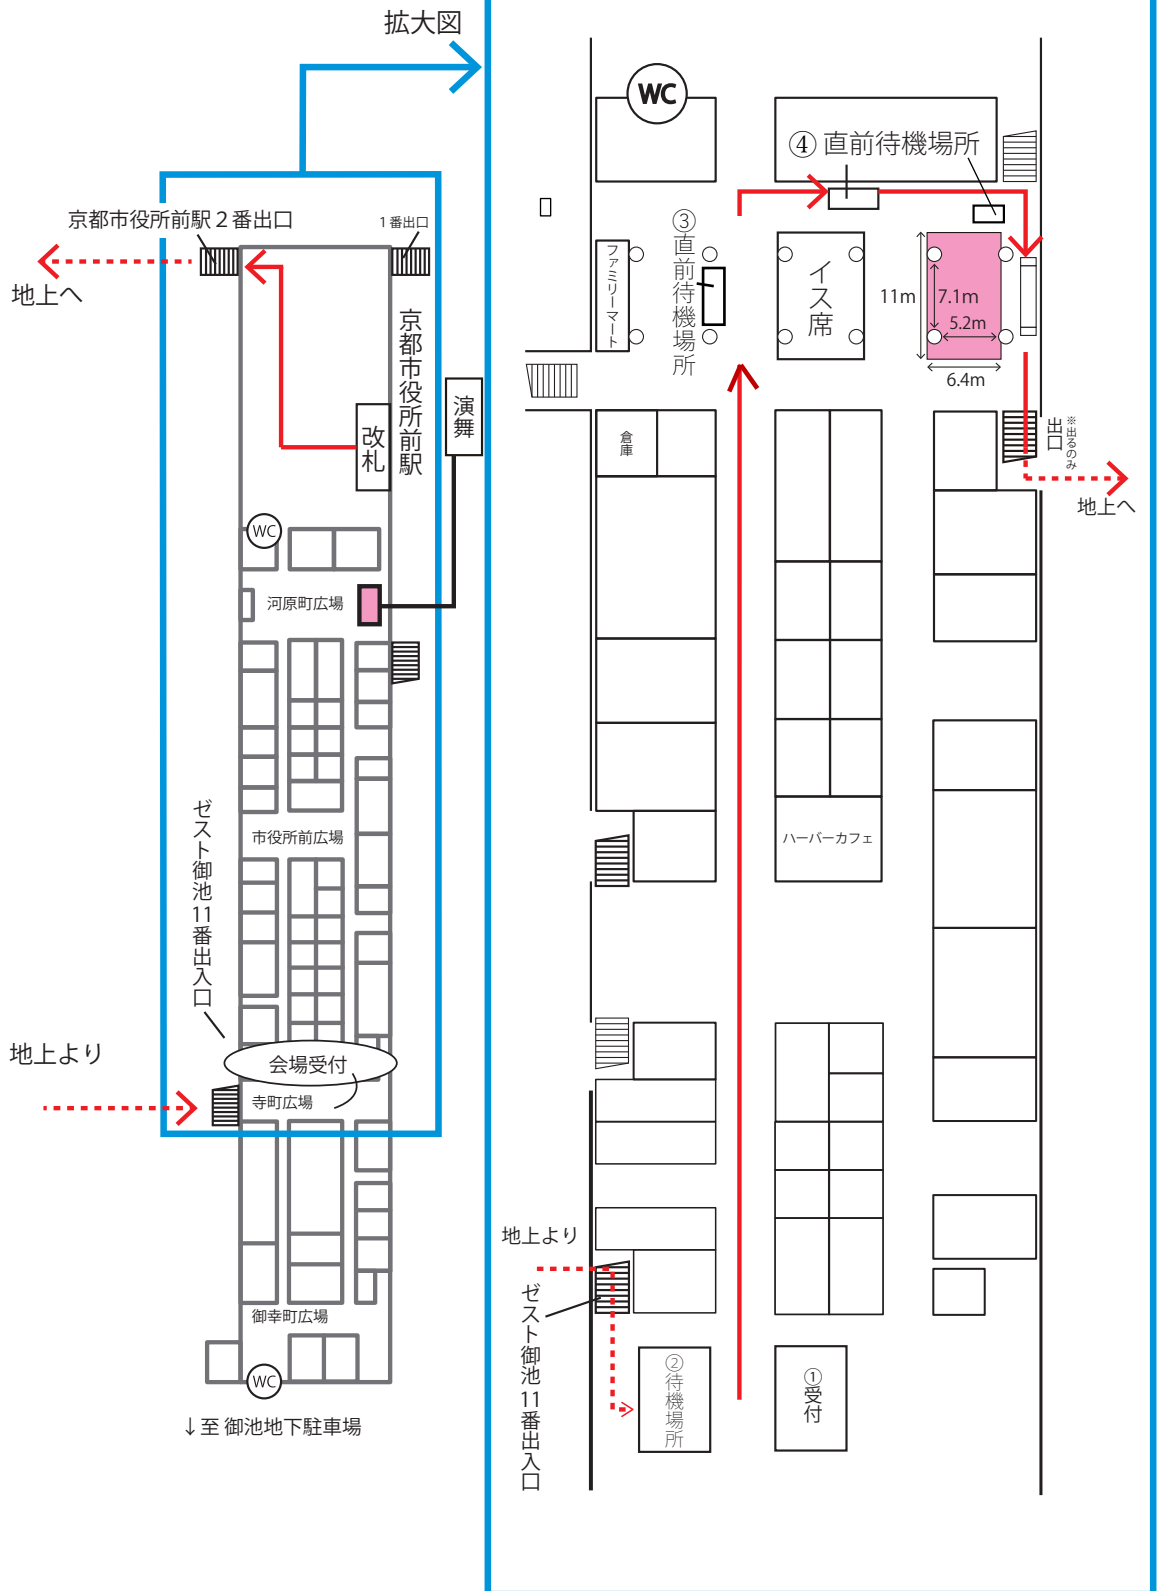 拡大図
京都市役所前駅２番出口
1番出口
地上へ
京都市役所前駅
改札
演舞
WC
河原町広場
市役所前広場
ゼスト御池11番出入口
地上より
会場受付
寺町広場
御幸町広場
WC
↓至 御池地下駐車場
WC
④ 直前待機場所
③直前待機場所
ファミリーマート
イス席
11m
7.1m
5.2m
6.4m
出口
※出るのみ
地上へ
倉庫
ハーバーカフェ
地上より
ゼスト御池11番出入口
②待機場所
①受付